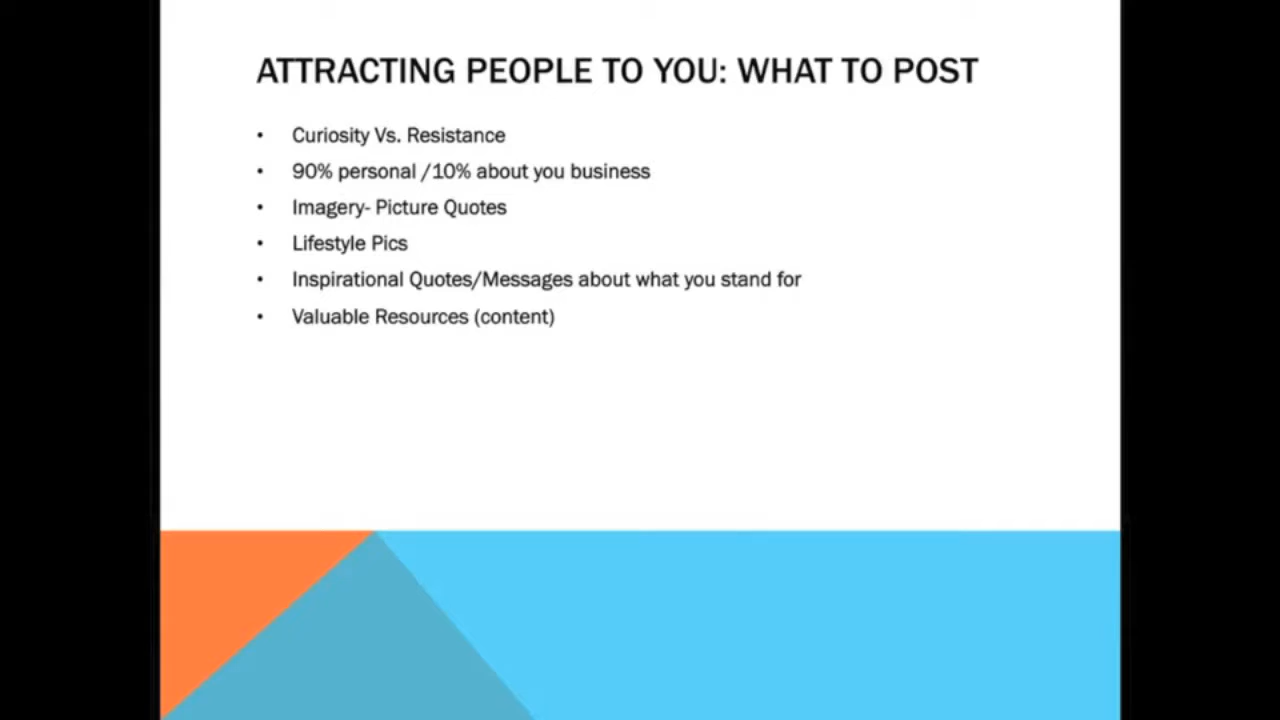 ATTRACTING PEOPLE TO YOU: WHAT TO POST
• Curiosity Vs. Resistance
• 90% personal /10% about you business
• Imagery- Picture Quotes
• Lifestyle Pics
• Inspirational Quotes/Messages about what you stand for
• Valuable Resources (content)